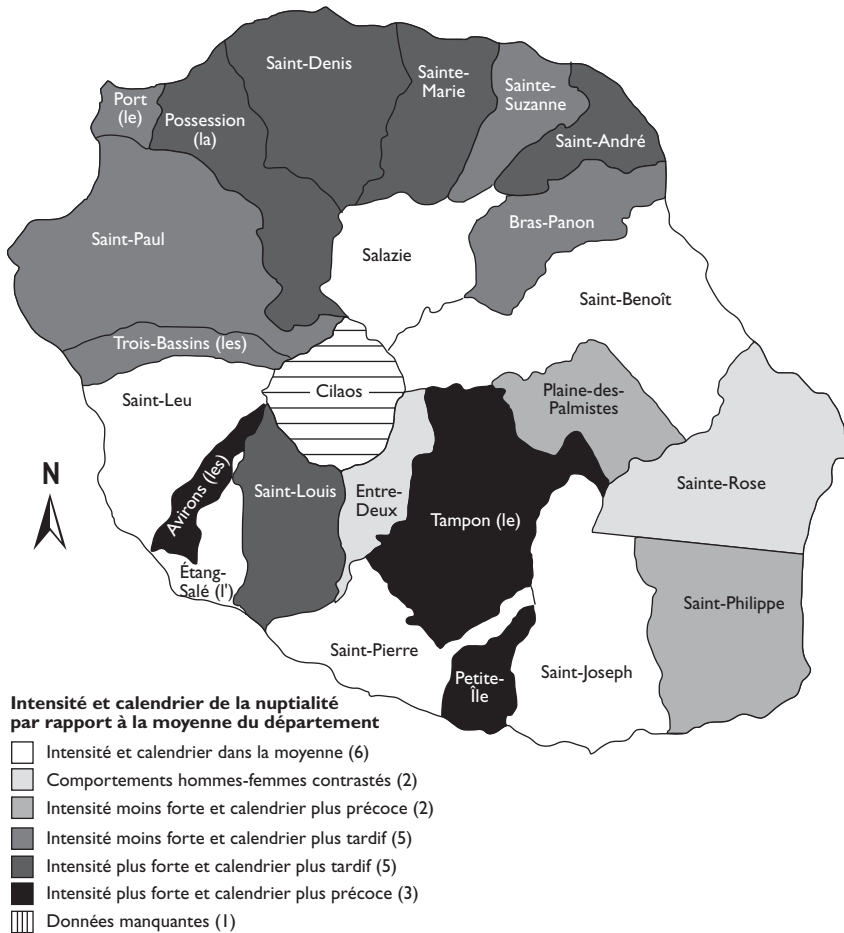 Saint-Denis
Sainte-
Marie
Sainte-
Suzanne
Port
(le)
Possession
(la)
Saint-André
Saint-Paul
Bras-Panon
Salazie
Saint-Benoît
Trois-Bassins (les)
Cilaos
Saint-Leu
Plaine-des-
Palmistes
N
Avirons (les)
Saint-Louis
Entre-
Deux
Sainte-Rose
Tampon (le)
Étang-
Salé (l')
Saint-Philippe
Saint-Pierre
Petite-
Île
Saint-Joseph
Intensité et calendrier de la nuptialité
par rapport à la moyenne du département
Intensité et calendrier dans la moyenne (6)
Comportements hommes-femmes contrastés (2)
Intensité moins forte et calendrier plus précoce (2)
Intensité moins forte et calendrier plus tardif (5)
Intensité plus forte et calendrier plus tardif (5)
Intensité plus forte et calendrier plus précoce (3)
Données manquantes (1)